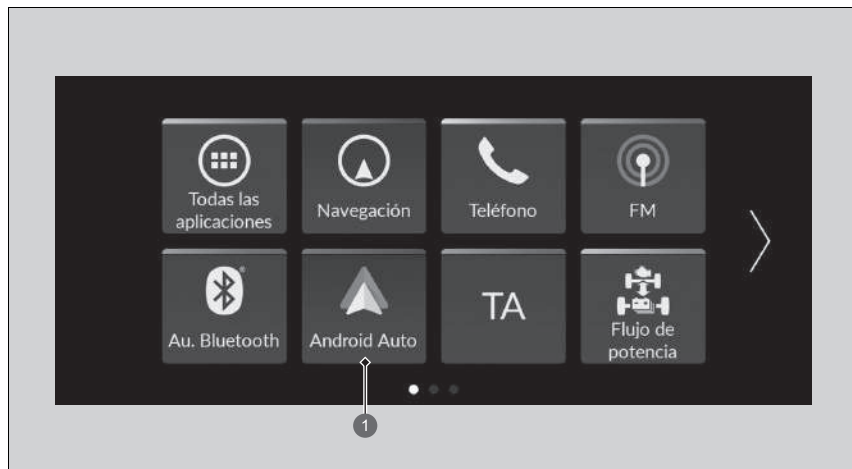 Todas las
aplicaciones
Navegación
Teléfono
FM
Au. Bluetooth
Android Auto
TA
Flujo de
potencia
1